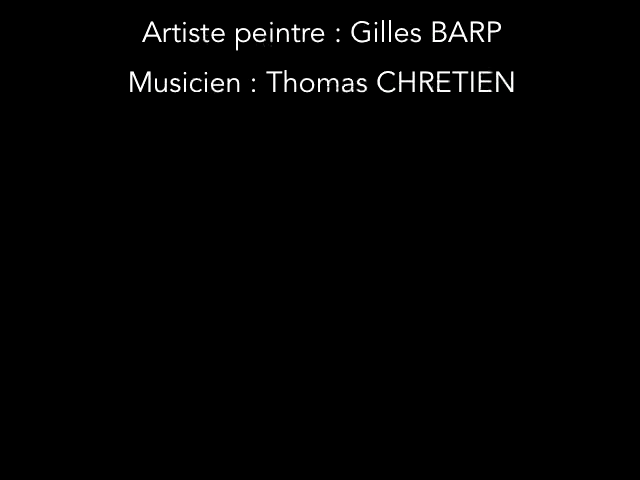 Artiste peintre : Gilles BARP
Musicien : Thomas CHRETIEN